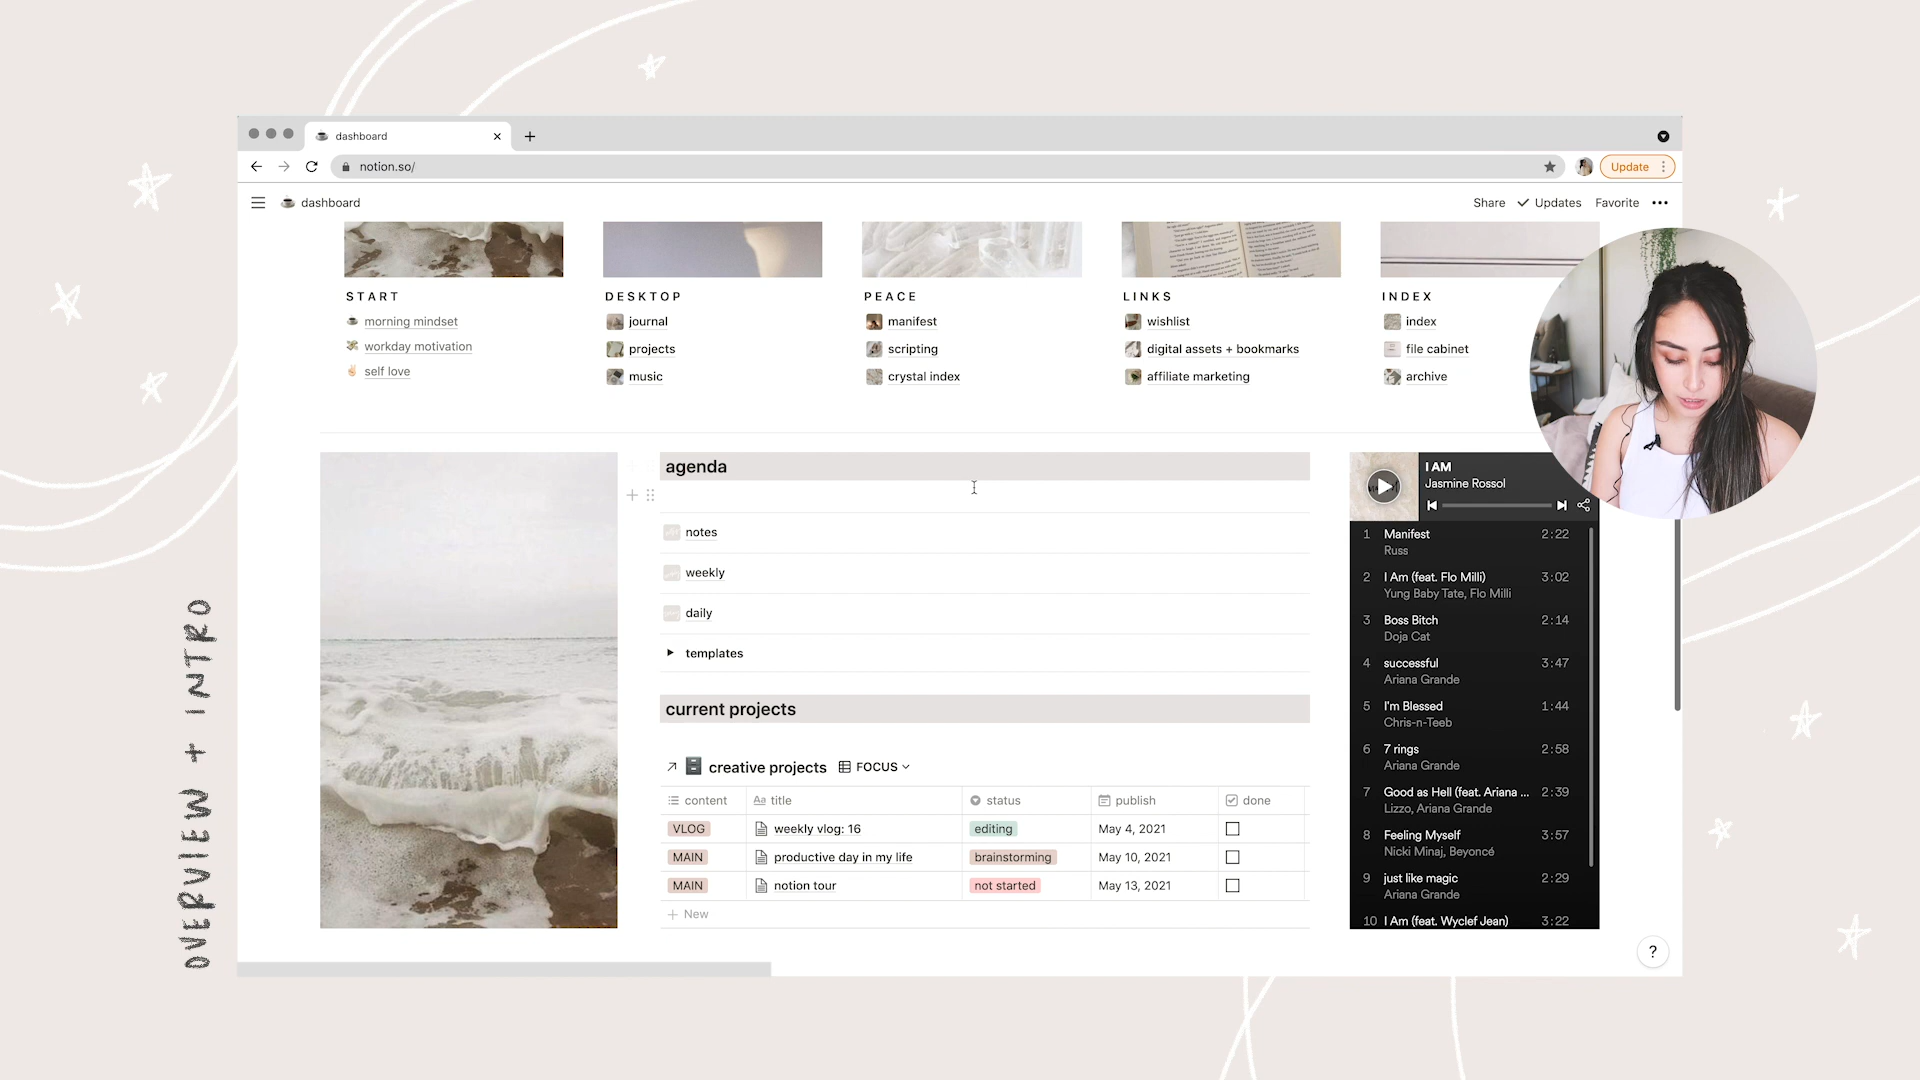 dashboard
notion.so/
Update
dashboard
Share
Updates
Favorite
START
morning mindset
workday motivation
self love
DESKTOP
journal
projects
music
PEACE
manifest
scripting
crystal index
LINKS
wishlist
digital assets + bookmarks
affiliate marketing
INDEX
index
file cabinet
archive
agenda
notes
weekly
daily
templates
current projects
creative projects FOCUS
content Aa title status publish done
VLOG weekly vlog: 16 editing May 4, 2021
MAIN productive day in my life brainstorming May 10, 2021
MAIN notion tour not started May 13, 2021
+ New
I AM
Jasmine Rossol
1 Manifest 2:22
Russ
2 I Am (feat. Flo Milli) 3:02
Yung Baby Tate, Flo Milli
3 Boss Bitch 2:14
Doja Cat
4 successful 3:47
Ariana Grande
5 I'm Blessed 1:44
Chris-n-Teeb
6 7 rings 2:58
Ariana Grande
7 Good as Hell (feat. Ariana ... 2:39
Lizzo, Ariana Grande
8 Feeling Myself 3:57
Nicki Minaj, Beyoncé
9 just like magic 2:29
Ariana Grande
10 I Am (feat. Wyclef Jean) 3:22
?
OVERVIEW + INTRO